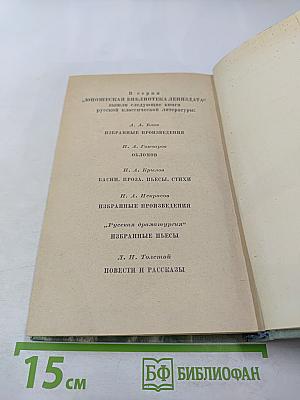 В серии
„ЮНОШЕСКАЯ БИБЛИОТЕКА ЛЕНИЗДАТА“
вышли следующие книги
русской классической литературы:
А. А. Блок
ИЗБРАННЫЕ ПРОИЗВЕДЕНИЯ
И. А. Гончаров
ОБЛОМОВ
И. А. Крылов
БАСНИ. ПРОЗА. ПЬЕСЫ. СТИХИ
Н. А. Некрасов
ИЗБРАННЫЕ ПРОИЗВЕДЕНИЯ
„Русская драматургия“
ИЗБРАННЫЕ ПЬЕСЫ
Л. Н. Толстой
ПОВЕСТИ И РАССКАЗЫ
15 см
БФ БИБЛИОФАН